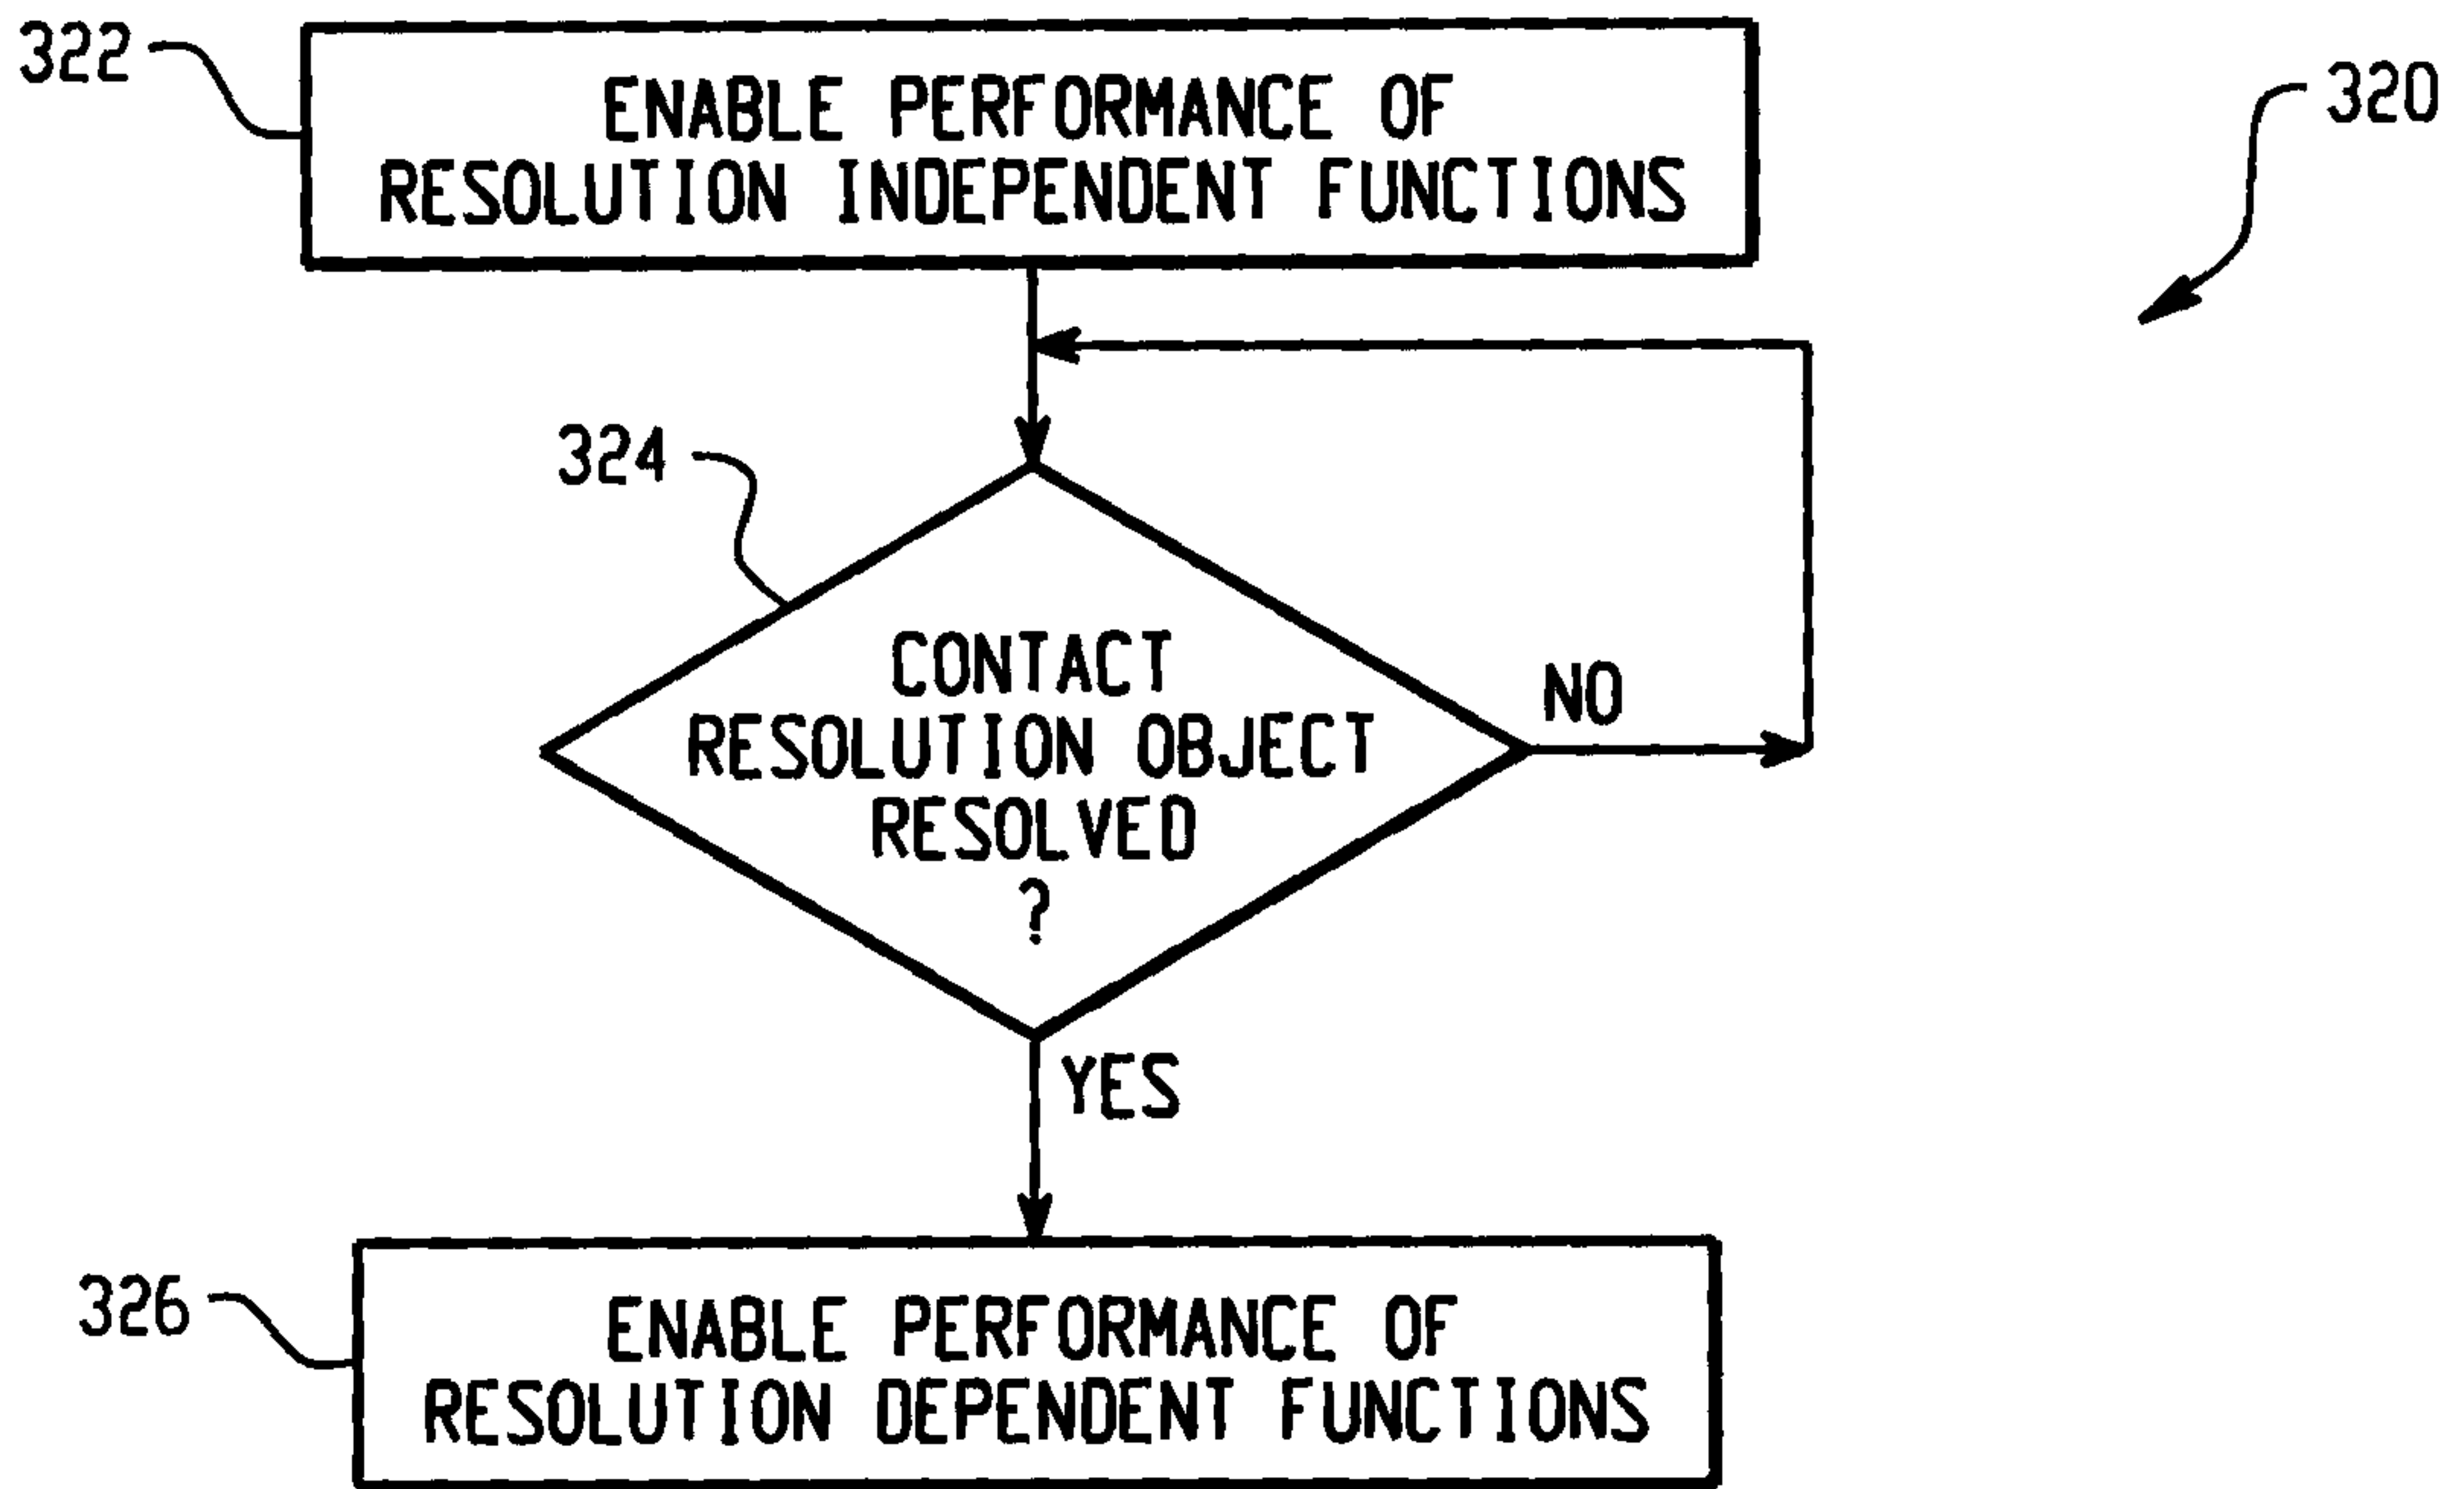 322
ENABLE PERFORMANCE OF
RESOLUTION INDEPENDENT FUNCTIONS
320
324
CONTACT
RESOLUTION OBJECT
RESOLVED
?
NO
YES
326
ENABLE PERFORMANCE OF
RESOLUTION DEPENDENT FUNCTIONS